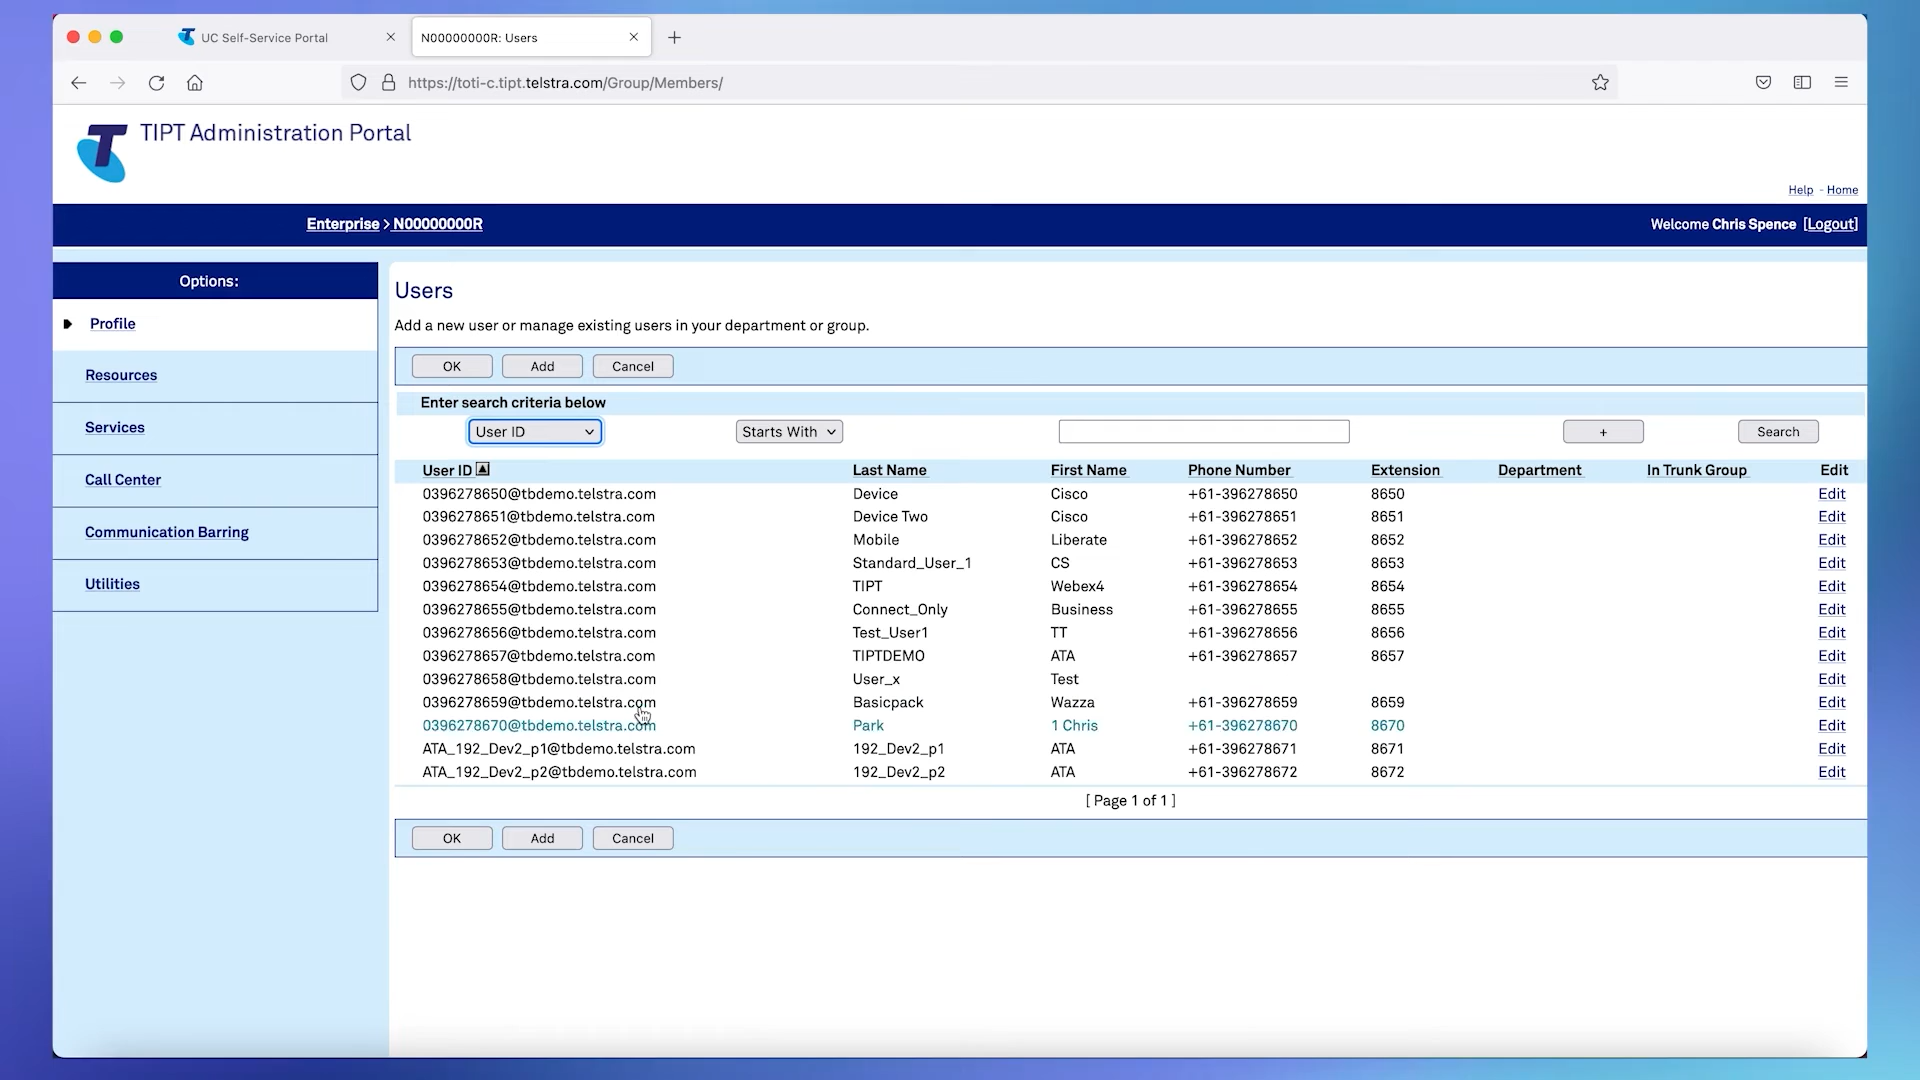 UC Self-Service Portal
N00000000R: Users
https://toti-c.tipt.telstra.com/Group/Members/
TIPT Administration Portal
Help - Home
Enterprise > N00000000R
Welcome Chris Spence [Logout]
Options:
Profile
Resources
Services
Call Center
Communication Barring
Utilities
Users
Add a new user or manage existing users in your department or group.
OK Add Cancel
Enter search criteria below
User ID Starts With + Search
User ID Last Name First Name Phone Number Extension Department In Trunk Group Edit
0396278650@tbdemo.telstra.com Device Cisco +61-396278650 8650 Edit
0396278651@tbdemo.telstra.com Device Two Cisco +61-396278651 8651 Edit
0396278652@tbdemo.telstra.com Mobile Liberate +61-396278652 8652 Edit
0396278653@tbdemo.telstra.com Standard_User_1 CS +61-396278653 8653 Edit
0396278654@tbdemo.telstra.com TIPT Webex4 +61-396278654 8654 Edit
0396278655@tbdemo.telstra.com Connect_Only Business +61-396278655 8655 Edit
0396278656@tbdemo.telstra.com Test_User1 TT +61-396278656 8656 Edit
0396278657@tbdemo.telstra.com TIPTDEMO ATA +61-396278657 8657 Edit
0396278658@tbdemo.telstra.com User_x Test Edit
0396278659@tbdemo.telstra.com Basicpack Wazza +61-396278659 8659 Edit
0396278670@tbdemo.telstra.com Park 1 Chris +61-396278670 8670 Edit
ATA_192_Dev2_p1@tbdemo.telstra.com 192_Dev2_p1 ATA +61-396278671 8671 Edit
ATA_192_Dev2_p2@tbdemo.telstra.com 192_Dev2_p2 ATA +61-396278672 8672 Edit
[ Page 1 of 1 ]
OK Add Cancel